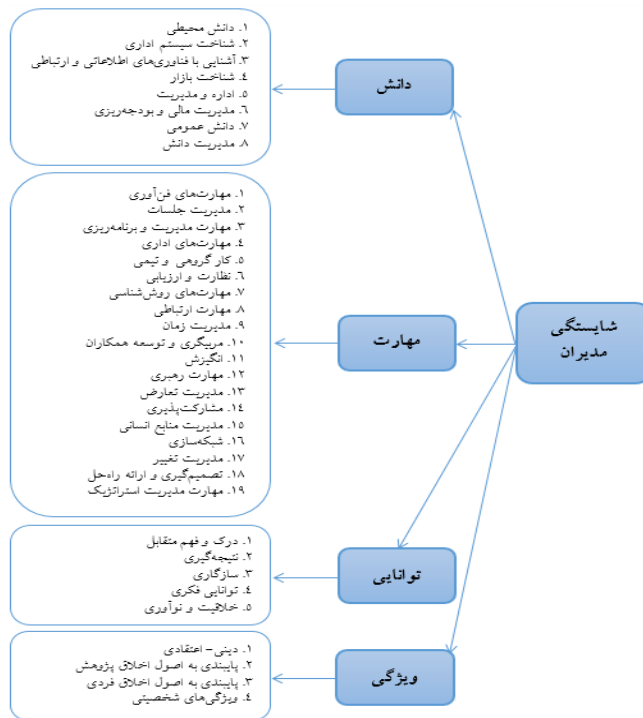 شایستگی
مدیران
دانش
۱. دانش محیطی
۲. شناخت سیستم اداری
۳. آشنایی با فناوری‌های اطلاعاتی و ارتباطی
۴. شناخت بازار
۵. اداره و مدیریت
۶. مدیریت مالی و بودجه‌ریزی
۷. دانش عمومی
۸. مدیریت دانش
مهارت
۱. مهارت‌های فن‌آوری
۲. مدیریت جلسات
۳. مهارت مدیریت و برنامه‌ریزی
۴. مهارت‌های اداری
۵. کار گروهی و تیمی
۶. نظارت و ارزیابی
۷. مهارت‌های روش‌شناسی
۸. مهارت ارتباطی
۹. مدیریت زمان
۱۰. مربیگری و توسعه همکاران
۱۱. انگیزش
۱۲. مهارت رهبری
۱۳. مدیریت تعارض
۱۴. مشارکت‌پذیری
۱۵. مدیریت منابع انسانی
۱۶. شبکه‌سازی
۱۷. مدیریت تغییر
۱۸. تصمیم‌گیری و ارائه راه‌حل
۱۹. مهارت مدیریت استراتژیک
توانایی
۱. درک و فهم متقابل
۲. نتیجه‌گیری
۳. سازگاری
۴. توانایی فکری
۵. خلاقیت و نوآوری
ویژگی
۱. دینی- اعتقادی
۲. پایبندی به اصول اخلاق پژوهش
۳. پایبندی به اصول اخلاق فردی
۴. ویژگی‌های شخصیتی